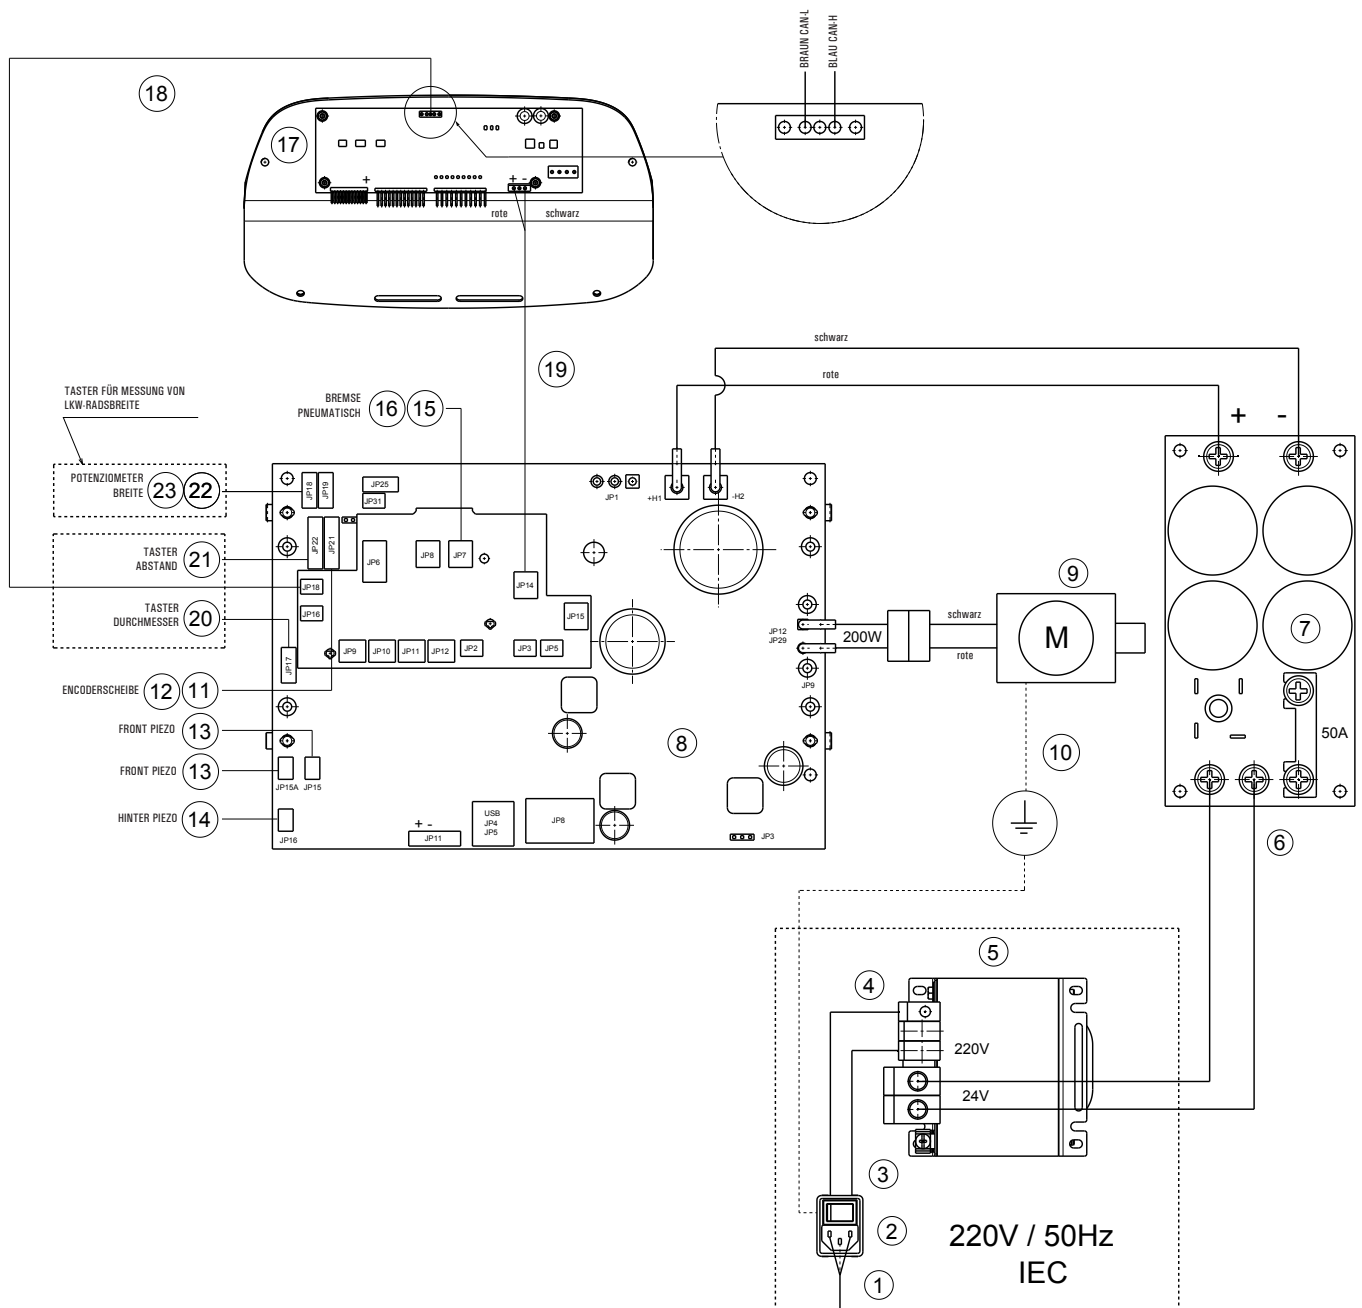 BRAUN CAN-L
BLAU CAN-H
18
17
+
+ -
rote
schwarz
19
schwarz
rote
+
-
TASTER FÜR MESSUNG VON
LKW-RADSBREITE
BREMSE
PNEUMATISCH
16
15
POTENZIOMETER
BREITE
23
22
JP18
JP19
JP25
JP31
JP1
+H1
-H2
TASTER
ABSTAND
21
JP22
JP21
JP6
JP8
JP7
JP18
JP14
9
TASTER
DURCHMESSER
20
JP16
JP15
JP12
JP29
200W
schwarz
rote
M
7
JP17
JP9
JP10
JP11
JP12
JP2
JP3
JP5
JP9
ENCODERSCHEIBE
12
11
FRONT PIEZO
13
8
10
50A
FRONT PIEZO
13
JP15A
JP15
HINTER PIEZO
14
JP16
+ -
JP11
USB
JP4
JP5
JP8
JP3
6
5
4
220V
24V
3
2
220V / 50Hz
IEC
1